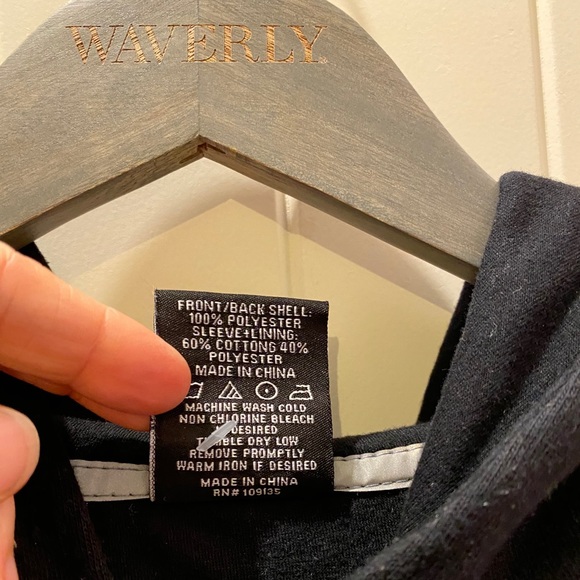 WAVERLY
FRONT/BACK SHELL:
100% POLYESTER
SLEEVE+LINING:
60% COTTONG 40%
POLYESTER
MADE IN CHINA
MACHINE WASH COLD
NON CHLORINE BLEACH
IF DESIRED
TUMBLE DRY LOW
REMOVE PROMPTLY
WARM IRON IF DESIRED
MADE IN CHINA
RN# 109135